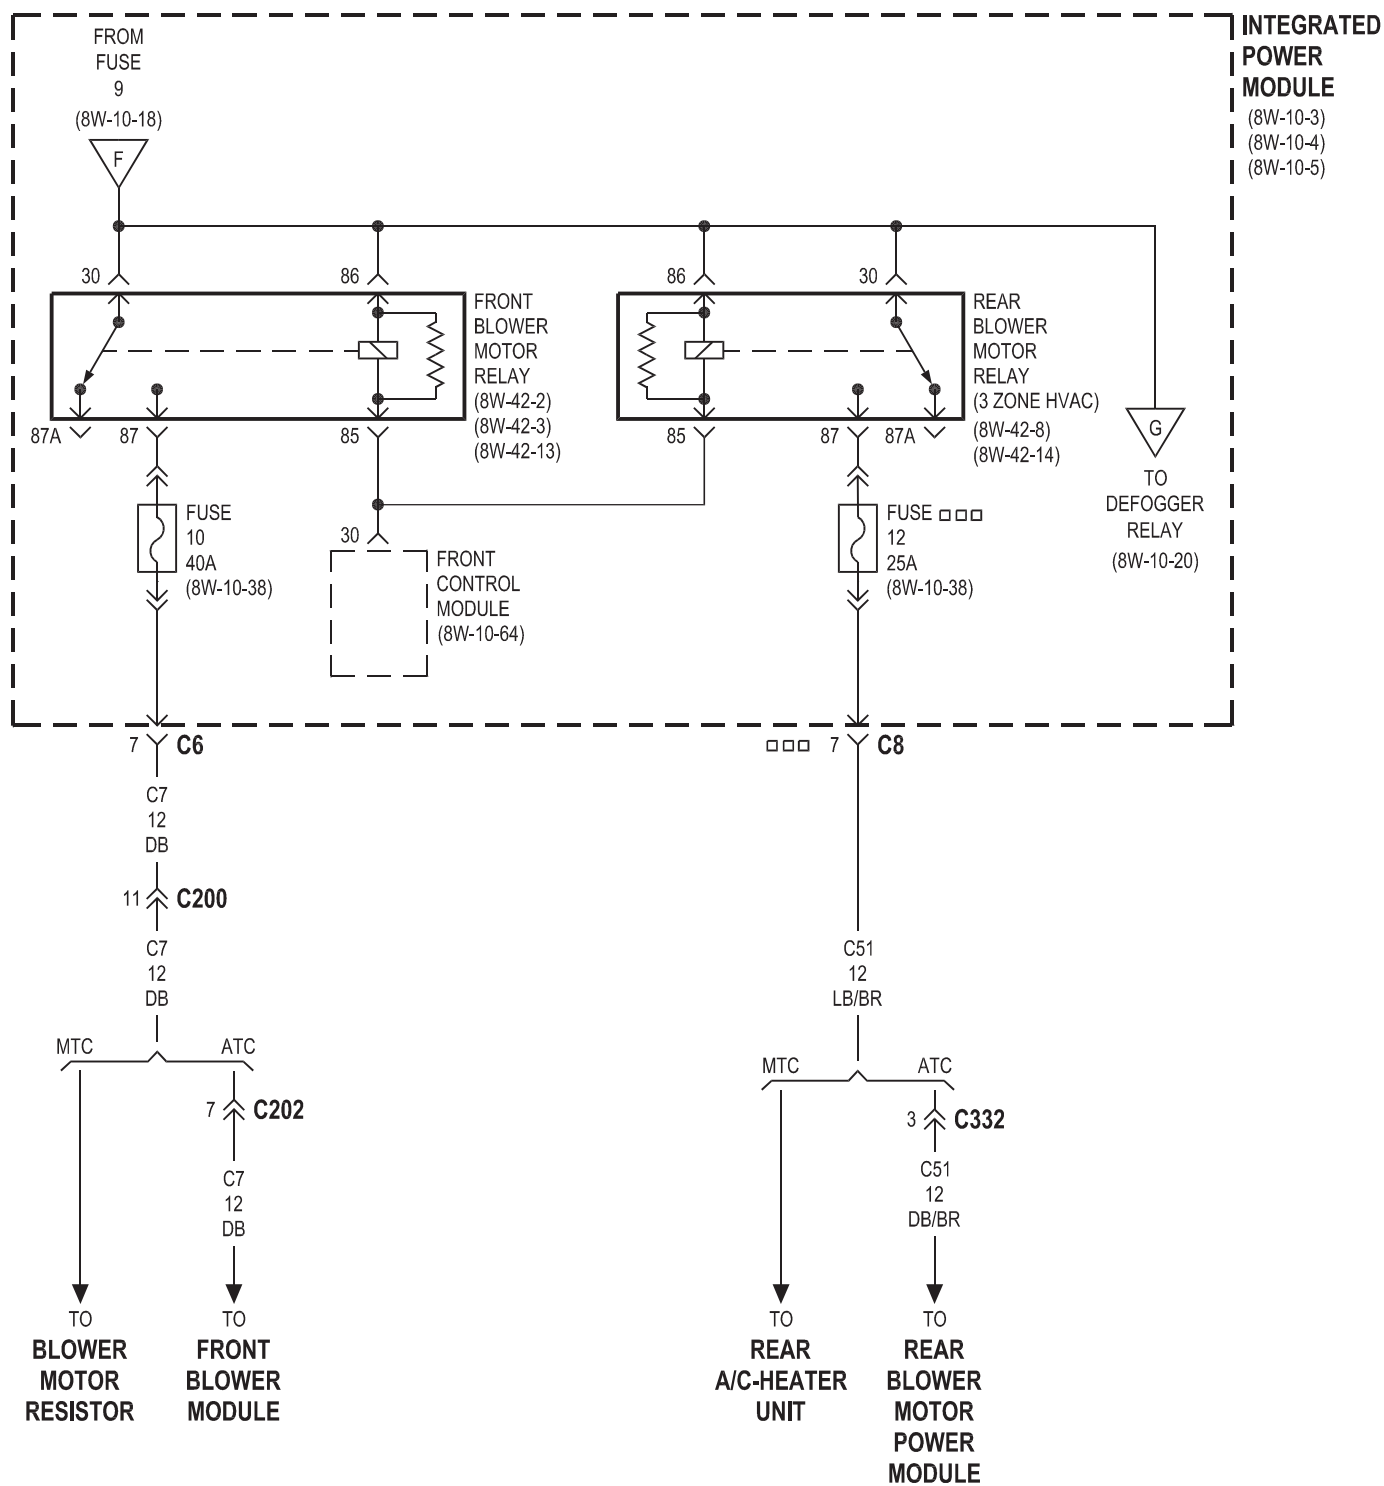 INTEGRATED
POWER
MODULE
(8W-10-3)
(8W-10-4)
(8W-10-5)
FROM
FUSE
9
(8W-10-18)
F
30
86
86
30
FRONT
BLOWER
MOTOR
RELAY
(8W-42-2)
(8W-42-3)
(8W-42-13)
REAR
BLOWER
MOTOR
RELAY
(3 ZONE HVAC)
(8W-42-8)
(8W-42-14)
87A
87
85
85
87
87A
G
TO
DEFOGGER
RELAY
(8W-10-20)
FUSE
10
40A
(8W-10-38)
30
FRONT
CONTROL
MODULE
(8W-10-64)
FUSE □□□
12
25A
(8W-10-38)
7 C6
□□□ 7 C8
C7
12
DB
11 C200
C7
12
DB
C51
12
LB/BR
MTC
ATC
7 C202
C7
12
DB
MTC
ATC
3 C332
C51
12
DB/BR
TO
BLOWER
MOTOR
RESISTOR
TO
FRONT
BLOWER
MODULE
TO
REAR
A/C-HEATER
UNIT
TO
REAR
BLOWER
MOTOR
POWER
MODULE